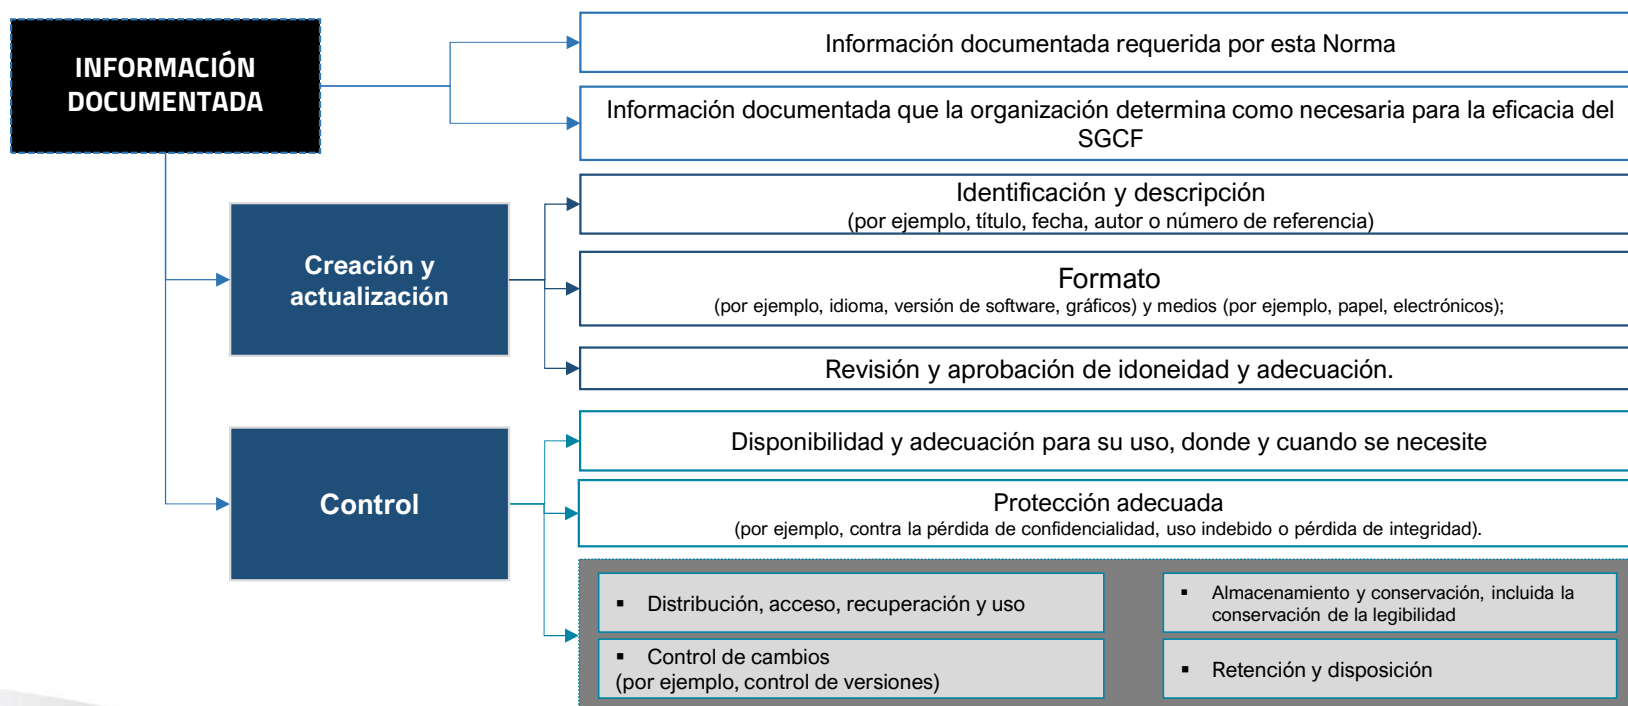 INFORMACIÓN
DOCUMENTADA
Información documentada requerida por esta Norma
Información documentada que la organización determina como necesaria para la eficacia del
SGCF
Creación y
actualización
Identificación y descripción
(por ejemplo, título, fecha, autor o número de referencia)
Formato
(por ejemplo, idioma, versión de software, gráficos) y medios (por ejemplo, papel, electrónicos);
Revisión y aprobación de idoneidad y adecuación.
Control
Disponibilidad y adecuación para su uso, donde y cuando se necesite
Protección adecuada
(por ejemplo, contra la pérdida de confidencialidad, uso indebido o pérdida de integridad).
▪ Distribución, acceso, recuperación y uso
▪ Almacenamiento y conservación, incluida la
conservación de la legibilidad
▪ Control de cambios
(por ejemplo, control de versiones)
▪ Retención y disposición